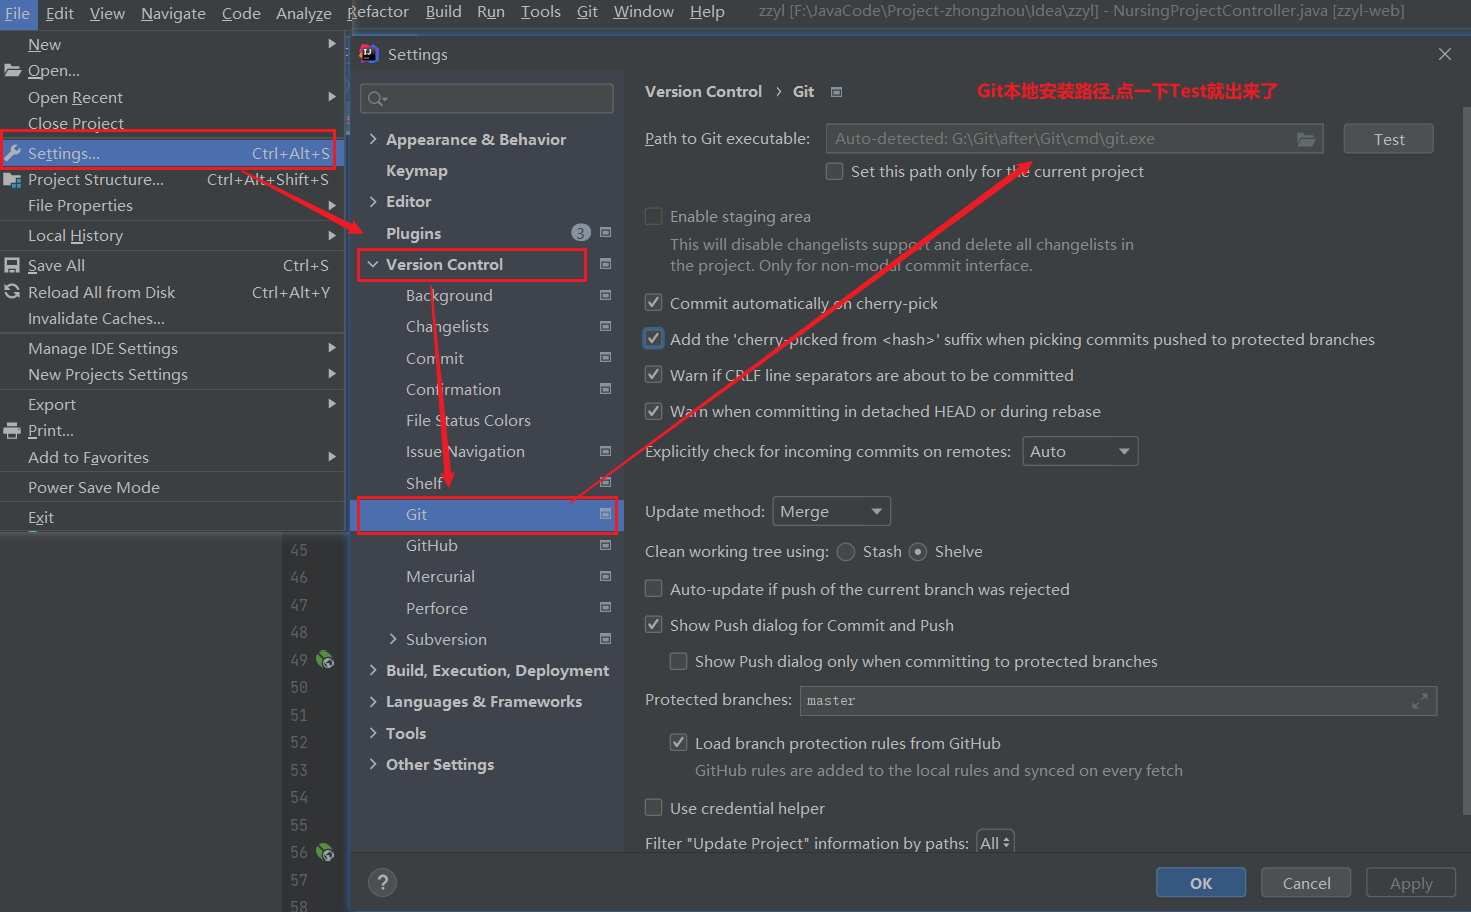 File Edit View Navigate Code Analyze Refactor Build Run Tools Git Window Help zzyl [F:\JavaCode\Project-zhongzhou\Idea\zzyl] - NursingProjectController.java [zzyl-web]
New
Open...
Open Recent
Close Project
Settings... Ctrl+Alt+S
Project Structure... Ctrl+Alt+Shift+S
File Properties
Local History
Save All Ctrl+S
Reload All from Disk Ctrl+Alt+Y
Invalidate Caches...
Manage IDE Settings
New Projects Settings
Export
Print...
Add to Favorites
Power Save Mode
Exit
45
46
47
48
49
50
51
52
53
54
55
56
57
58
Settings
Appearance & Behavior
Keymap
Editor
Plugins 3
Version Control
Background
Changelists
Commit
Confirmation
File Status Colors
Issue Navigation
Shelf
Git
GitHub
Mercurial
Perforce
Subversion
Build, Execution, Deployment
Languages & Frameworks
Tools
Other Settings
Version Control › Git
Git本地安装路径,点一下Test就出来了
Path to Git executable: Auto-detected: G:\Git\after\Git\cmd\git.exe Test
Set this path only for the current project
Enable staging area
This will disable changelists support and delete all changelists in
the project. Only for non-modal commit interface.
Commit automatically on cherry-pick
Add the 'cherry-picked from <hash>' suffix when picking commits pushed to protected branches
Warn if CRLF line separators are about to be committed
Warn when committing in detached HEAD or during rebase
Explicitly check for incoming commits on remotes: Auto
Update method: Merge
Clean working tree using: Stash Shelve
Auto-update if push of the current branch was rejected
Show Push dialog for Commit and Push
Show Push dialog only when committing to protected branches
Protected branches: master
Load branch protection rules from GitHub
GitHub rules are added to the local rules and synced on every fetch
Use credential helper
Filter "Update Project" information by paths: All
? OK Cancel Apply